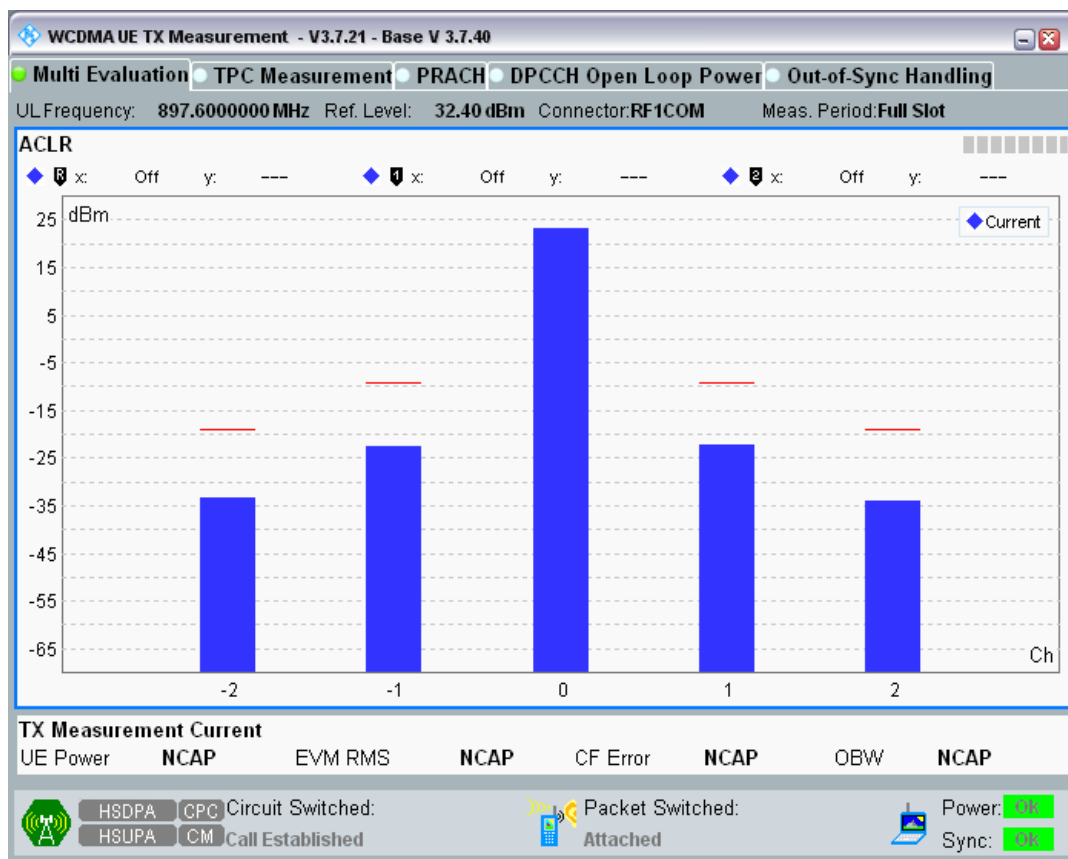 WCDMA UE TX Measurement - V3.7.21 - Base V 3.7.40
Multi Evaluation TPC Measurement PRACH DPCCH Open Loop Power Out-of-Sync Handling
UL Frequency: 897.6000000 MHz Ref. Level: 32.40 dBm Connector: RF1COM Meas. Period: Full Slot
ACLR
R x: Off y: --- 1 x: Off y: --- 2 x: Off y: ---
dBm
Current
25
15
5
-5
-15
-25
-35
-45
-55
-65
Ch
-2 -1 0 1 2
TX Measurement Current
UE Power NCAP EVM RMS NCAP CF Error NCAP OBW NCAP
HSDPA CPC Circuit Switched: Packet Switched: Power: Ok
HSUPA CM Call Established Attached Sync: Ok